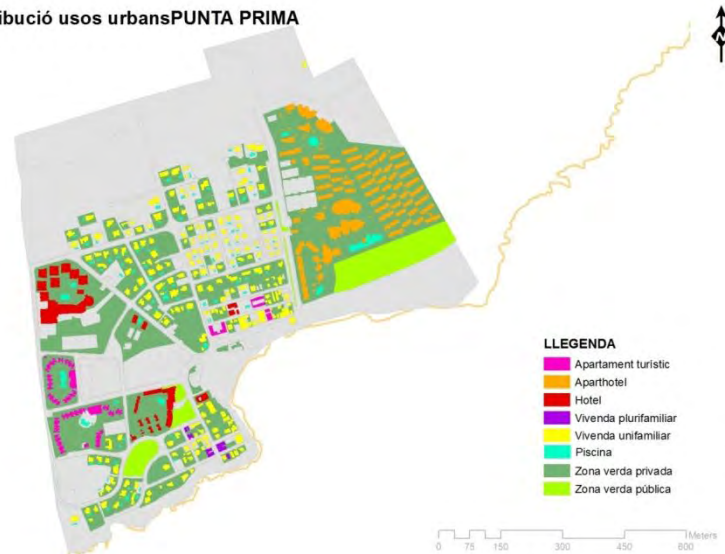 ibució usos urbansPUNTA PRIMA
N
LLEGENDA
Apartament turístic
Aparthotel
Hotel
Vivenda plurifamiliar
Vivenda unifamiliar
Piscina
Zona verda privada
Zona verda pública
Meters
0 75 150 300 450 600